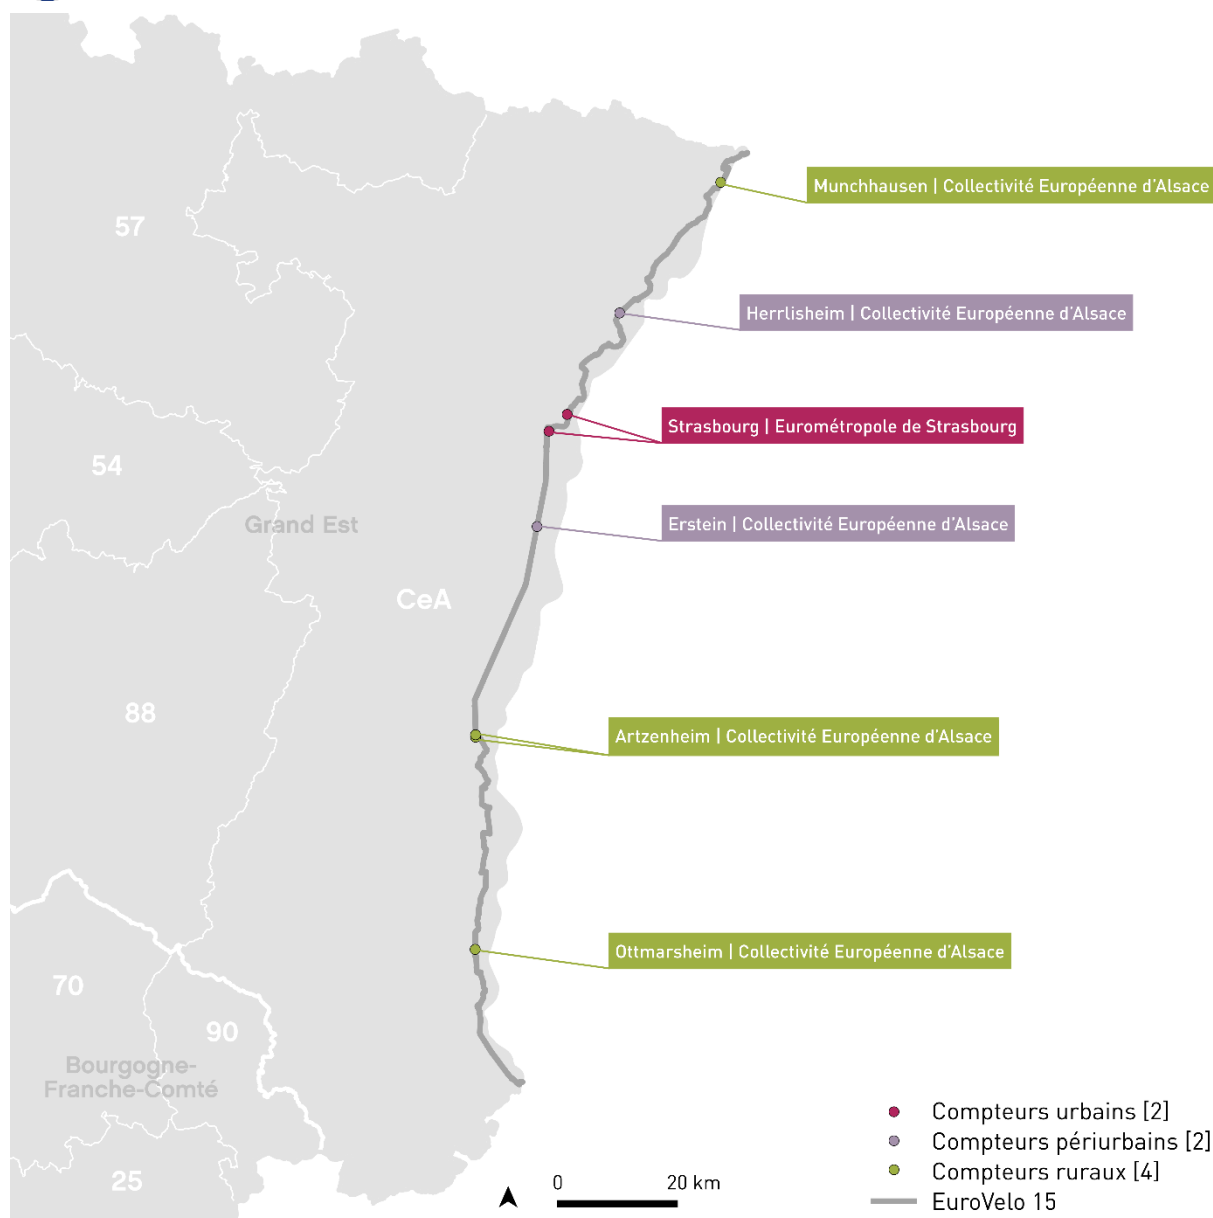 Munchhausen | Collectivité Européenne d'Alsace
57
Herrlisheim | Collectivité Européenne d'Alsace
Strasbourg | Eurométropole de Strasbourg
54
Grand Est
Erstein | Collectivité Européenne d'Alsace
CeA
88
Artzenheim | Collectivité Européenne d'Alsace
Ottmarsheim | Collectivité Européenne d'Alsace
70
90
Bourgogne-
Franche-Comté
25
0 20 km
Compteurs urbains [2]
Compteurs périurbains [2]
Compteurs ruraux [4]
EuroVelo 15